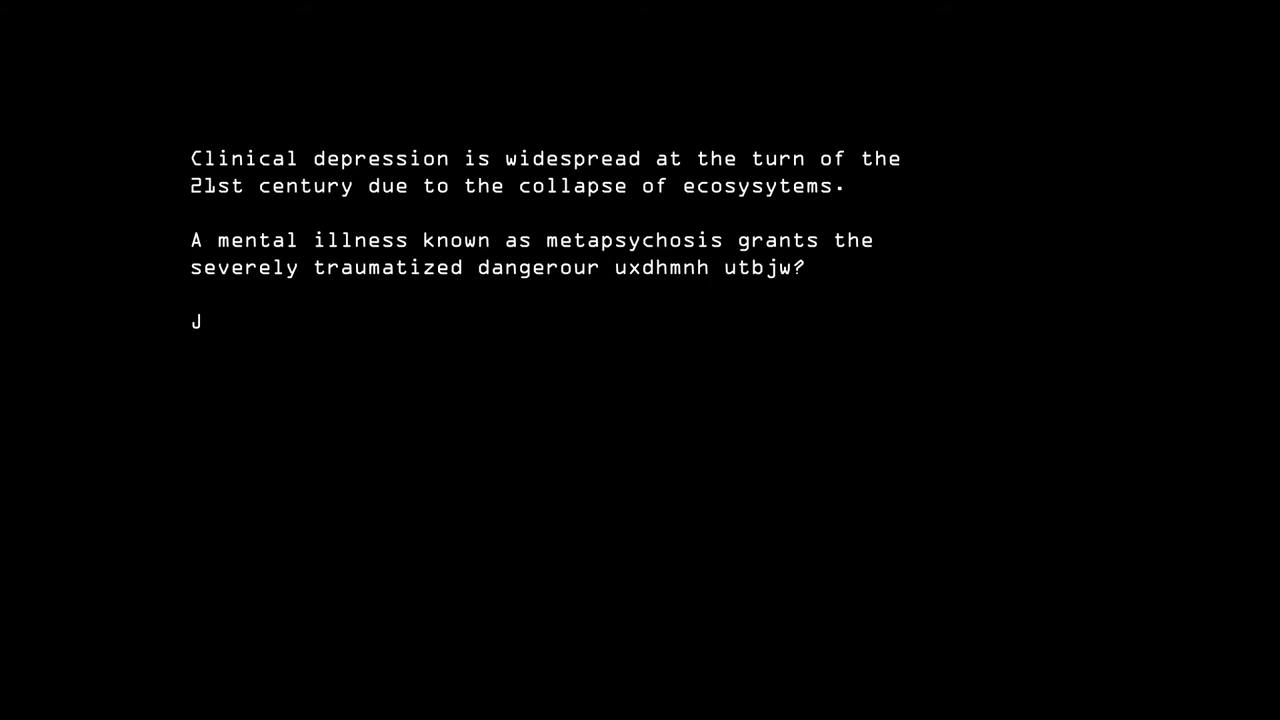 Clinical depression is widespread at the turn of the
21st century due to the collapse of ecosysytems.
A mental illness known as metapsychosis grants the
severely traumatized dangerour uxdhmnh utbjw?
J